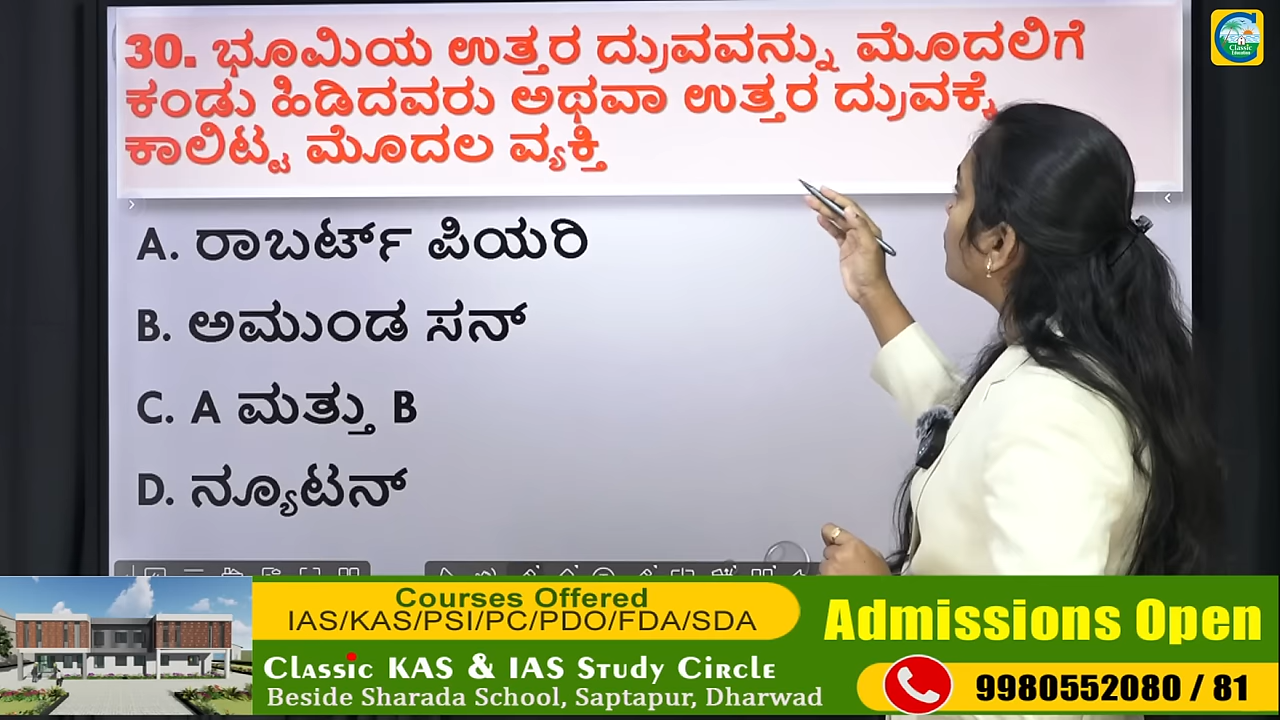 30. ಭೂಮಿಯ ಉತ್ತರ ದ್ರುವವನ್ನು ಮೊದಲಿಗೆ
ಕಂಡು ಹಿಡಿದವರು ಅಥವಾ ಉತ್ತರ ದ್ರುವಕ್ಕೆ
ಕಾಲಿಟ್ಟ ಮೊದಲ ವ್ಯಕ್ತಿ
A. ರಾಬರ್ಟ್ ಪಿಯರಿ
B. ಅಮುಂಡ ಸನ್
C. A ಮತ್ತು B
D. ನ್ಯೂಟನ್
Classic
Education
Courses Offered
IAS/KAS/PSI/PC/PDO/FDA/SDA
Classic KAS & IAS Study Circle
Beside Sharada School, Saptapur, Dharwad
Admissions Open
9980552080 / 81